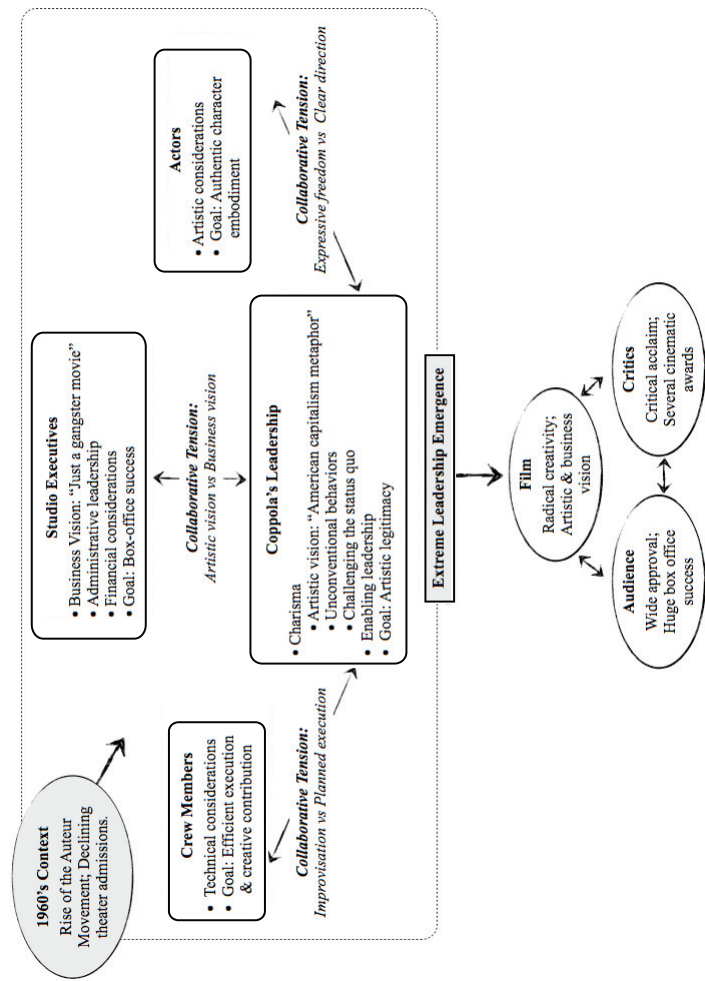 1960's Context
Rise of the Auteur
Movement; Declining
theater admissions.
Studio Executives
• Business Vision: “Just a gangster movie”
• Administrative leadership
• Financial considerations
• Goal: Box-office success
Crew Members
• Technical considerations
• Goal: Efficient execution
& creative contribution
Collaborative Tension:
Artistic vision vs Business vision
Actors
• Artistic considerations
• Goal: Authentic character
embodiment
Collaborative Tension:
Improvisation vs Planned execution
Coppola's Leadership
• Charisma
• Artistic vision: “American capitalism metaphor”
• Unconventional behaviors
• Challenging the status quo
• Enabling leadership
• Goal: Artistic legitimacy
Collaborative Tension:
Expressive freedom vs Clear direction
Extreme Leadership Emergence
Film
Radical creativity;
Artistic & business
vision
Audience
Wide approval;
Huge box office
success
Critics
Critical acclaim;
Several cinematic
awards